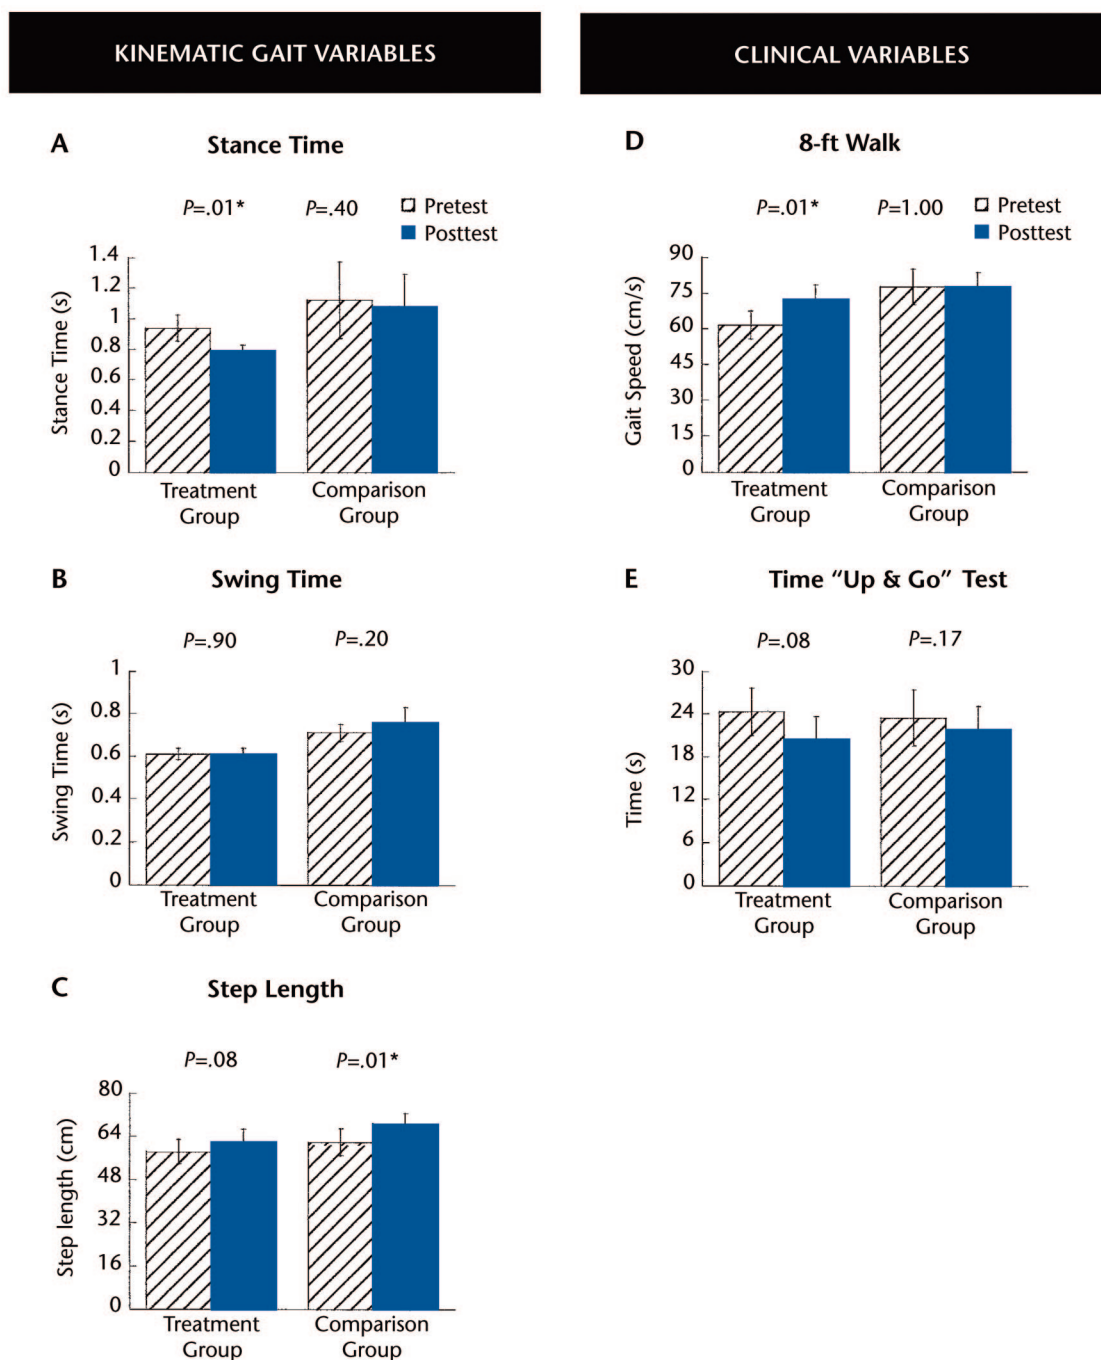 KINEMATIC GAIT VARIABLES
A Stance Time
P=.01* P=.40
Pretest
Posttest
Stance Time (s)
1.4
1.2
1
0.8
0.6
0.4
0.2
0
Treatment Group
Comparison Group
B Swing Time
P=.90 P=.20
Swing Time (s)
1
0.8
0.6
0.4
0.2
0
Treatment Group
Comparison Group
C Step Length
P=.08 P=.01*
Step length (cm)
80
64
48
32
16
0
Treatment Group
Comparison Group
CLINICAL VARIABLES
D 8-ft Walk
P=.01* P=1.00
Pretest
Posttest
Gait Speed (cm/s)
90
75
60
45
30
15
0
Treatment Group
Comparison Group
E Time “Up & Go” Test
P=.08 P=.17
Time (s)
30
24
18
12
6
0
Treatment Group
Comparison Group